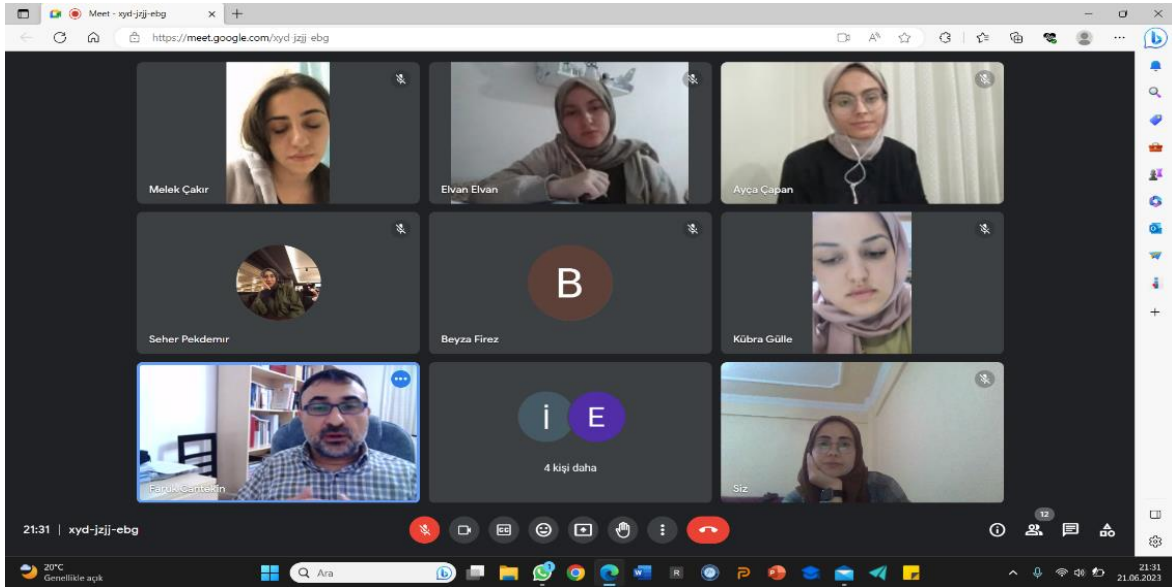 Meet - xyd-jzjj-ebg
https://meet.google.com/xyd-jzjj-ebg
Melek Çakır
Elvan Elvan
Ayça Çapan
Seher Pekdemır
B
Beyza Firez
Kübra Gülle
Faruk Cantekin
İ E
4 kişi daha
Siz
21:31 | xyd-jzjj-ebg
12
20°C
Genellikle açık
Ara
21:31
21.06.2023